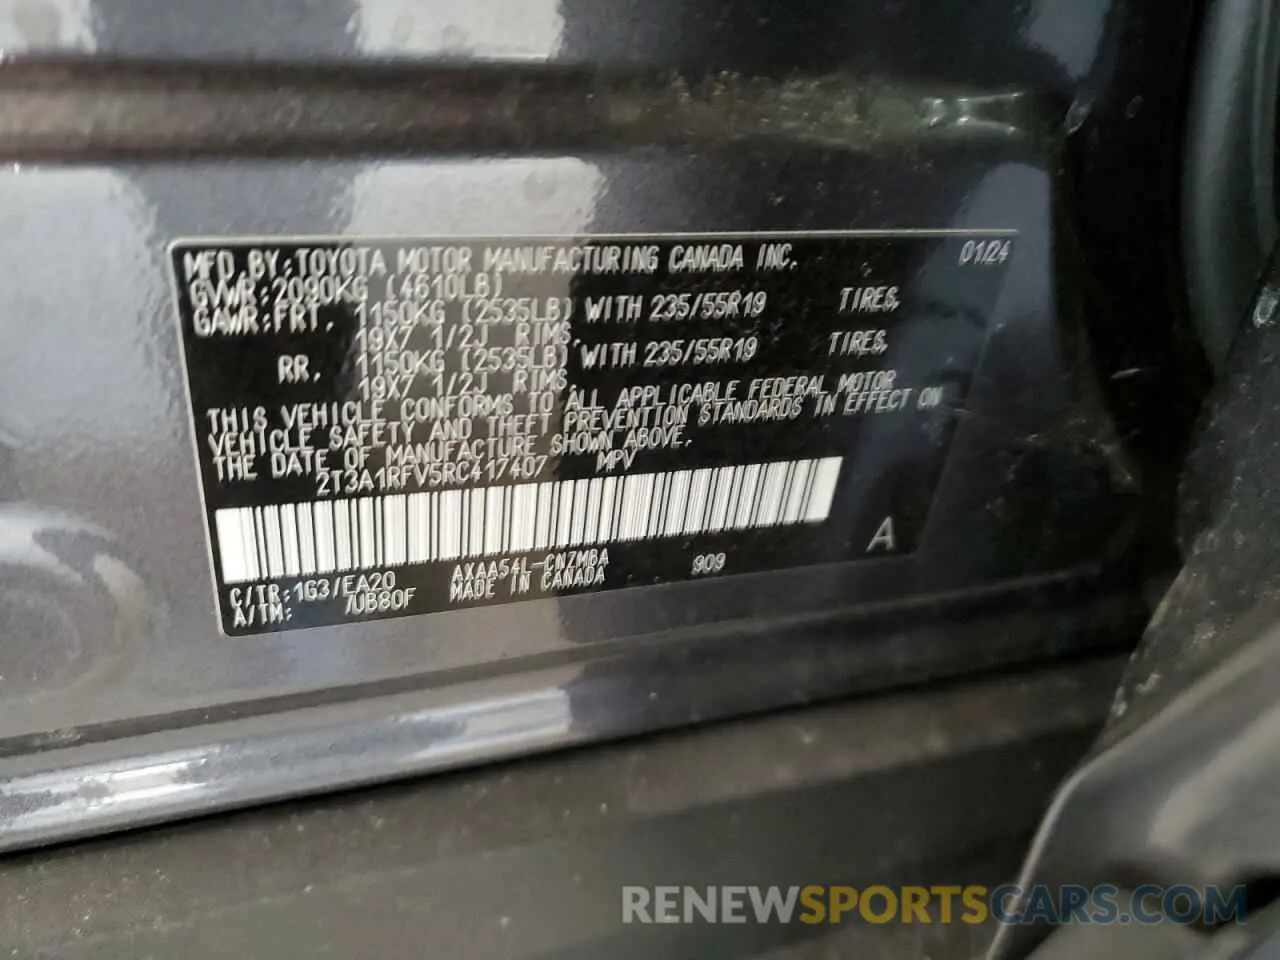 MFD.BY:TOYOTA MOTOR MANUFACTURING CANADA INC. 01/24
GVWR:2090KG (4610LB)
GAWR:FRT. 1150KG (2535LB) WITH 235/55R19 TIRES,
19X7 1/2J RIMS.
RR. 1150KG (2535LB) WITH 235/55R19 TIRES,
19X7 1/2J RIMS.
THIS VEHICLE CONFORMS TO ALL APPLICABLE FEDERAL MOTOR
VEHICLE SAFETY AND THEFT PREVENTION STANDARDS IN EFFECT ON
THE DATE OF MANUFACTURE SHOWN ABOVE.
2T3A1RFV5RC417407 MPV
A
C/TR:1G3/EA20 AXAA54L-CNZMBA 909
A/TM: /UB80F MADE IN CANADA
RENEWSPORTSCARS.COM